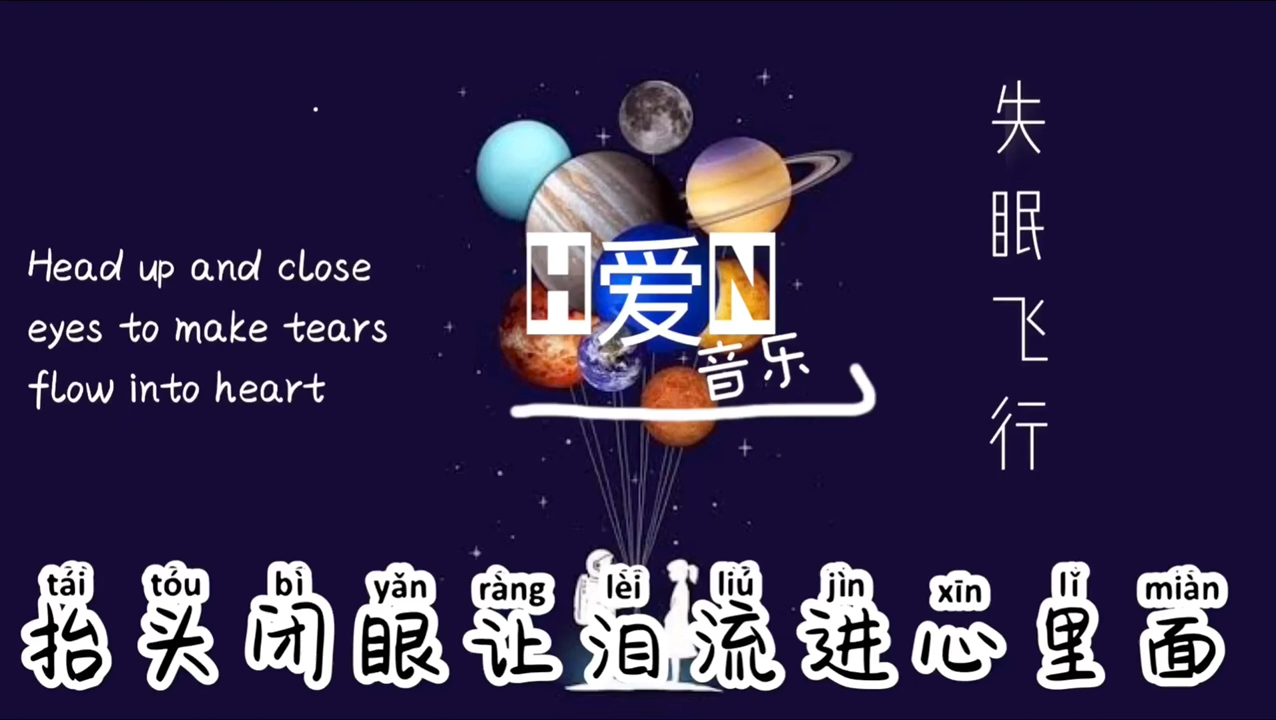 Head up and close
eyes to make tears
flow into heart
H爱N
音乐
失眠飞行
tái tóu bì yǎn ràng lèi liú jìn xīn lǐ miàn
抬头闭眼让泪流进心里面